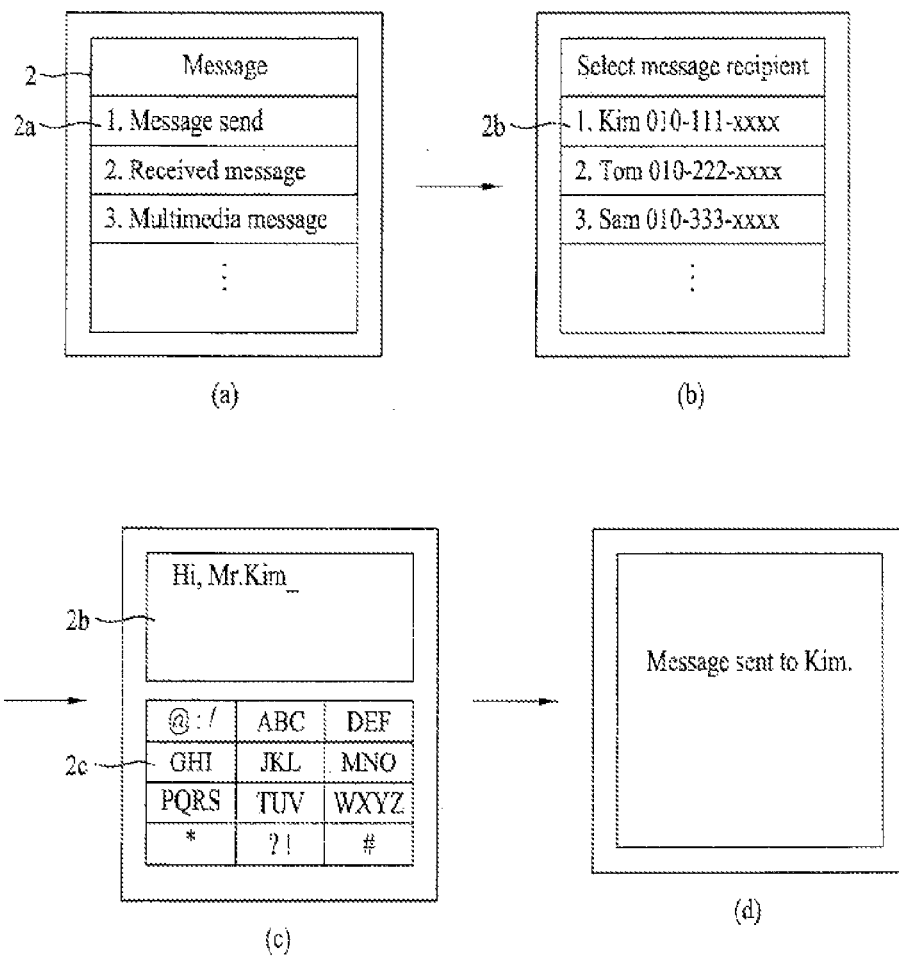 Message
2
2a
1. Message send
2. Received message
3. Multimedia message
(a)
Select message recipient
2b
1. Kim 010-111-xxxx
2. Tom 010-222-xxxx
3. Sam 010-333-xxxx
(b)
Hi, Mr.Kim_
2b
@ : /
ABC
DEF
2c
GHI
JKL
MNO
PQRS
TUV
WXYZ
*
? !
#
(c)
Message sent to Kim.
(d)